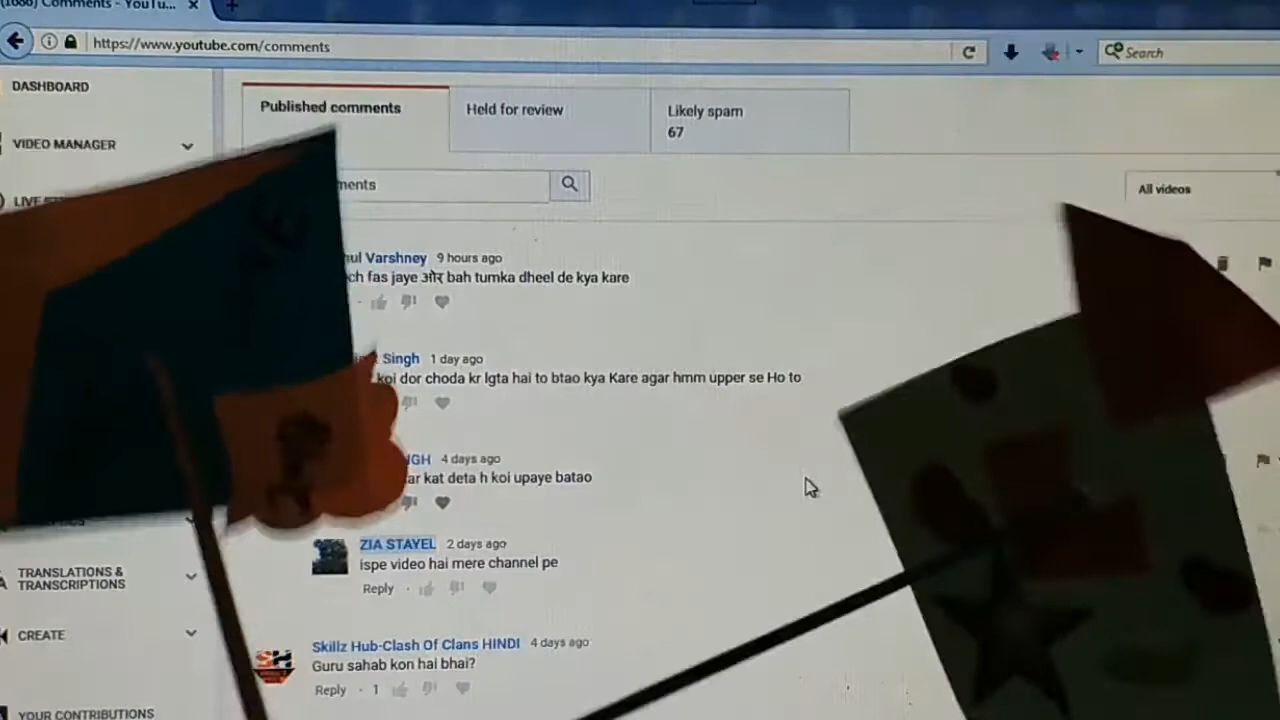 Comments - YouTu...
https://www.youtube.com/comments
Search
DASHBOARD
Published comments
Held for review
Likely spam
67
VIDEO MANAGER
All videos
LIVE
Varshney 9 hours ago
fas jaye और bah tumka dheel de kya kare
Singh 1 day ago
koi dor choda kr lgta hai to btao kya Kare agar hmm upper se Ho to
4 days ago
kat deta h koi upaye batao
ZIA STAYEL 2 days ago
ispe video hai mere channel pe
Reply
TRANSLATIONS &
TRANSCRIPTIONS
CREATE
Skillz Hub-Clash Of Clans HINDI 4 days ago
SH
Guru sahab kon hai bhai?
Reply · 1
YOUR CONTRIBUTIONS